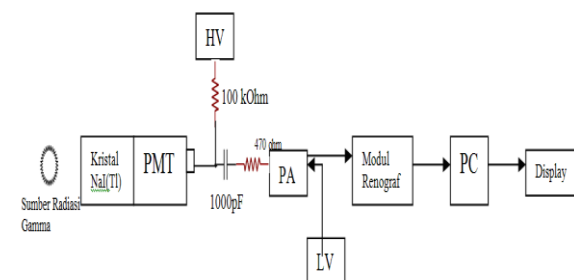 HV
100 kOhm
470 ohm
Kristal
NaI(Tl)
PMT
PA
Modul
Renograf
PC
Display
Sumber Radiasi
Gamma
1000pF
LV